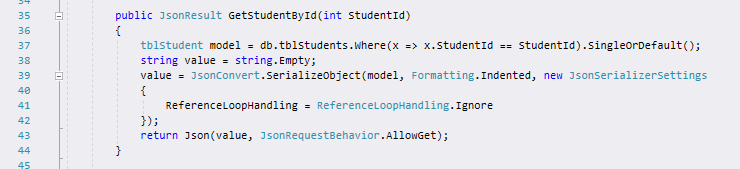 34
35 public JsonResult GetStudentById(int StudentId)
36 {
37 tblStudent model = db.tblStudents.Where(x => x.StudentId == StudentId).SingleOrDefault();
38 string value = string.Empty;
39 value = JsonConvert.SerializeObject(model, Formatting.Indented, new JsonSerializerSettings
40 {
41 ReferenceLoopHandling = ReferenceLoopHandling.Ignore
42 });
43 return Json(value, JsonRequestBehavior.AllowGet);
44 }
45